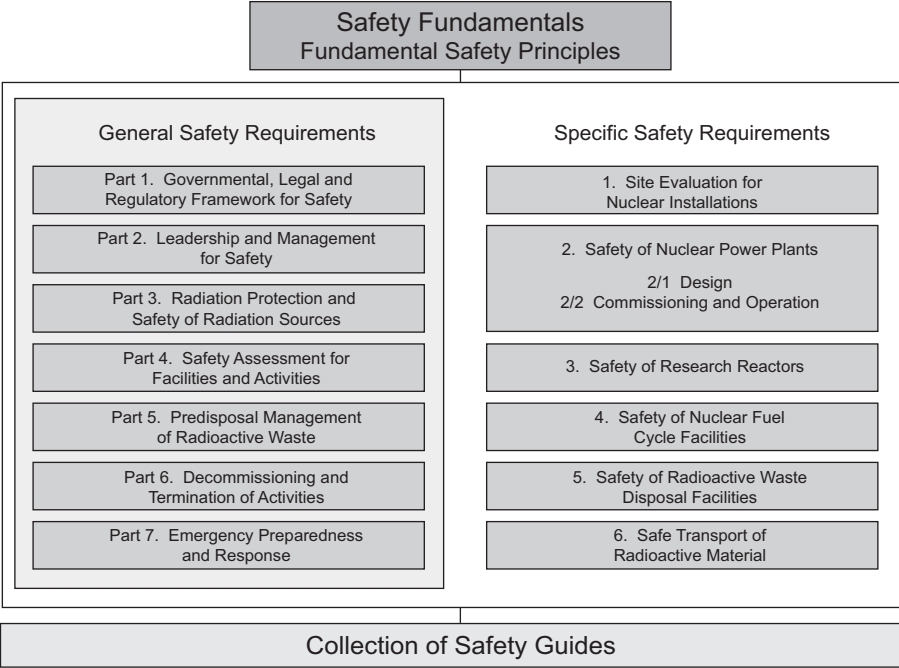 Safety Fundamentals
Fundamental Safety Principles
General Safety Requirements
Part 1. Governmental, Legal and
Regulatory Framework for Safety
Part 2. Leadership and Management
for Safety
Part 3. Radiation Protection and
Safety of Radiation Sources
Part 4. Safety Assessment for
Facilities and Activities
Part 5. Predisposal Management
of Radioactive Waste
Part 6. Decommissioning and
Termination of Activities
Part 7. Emergency Preparedness
and Response
Specific Safety Requirements
1. Site Evaluation for
Nuclear Installations
2. Safety of Nuclear Power Plants
2/1 Design
2/2 Commissioning and Operation
3. Safety of Research Reactors
4. Safety of Nuclear Fuel
Cycle Facilities
5. Safety of Radioactive Waste
Disposal Facilities
6. Safe Transport of
Radioactive Material
Collection of Safety Guides